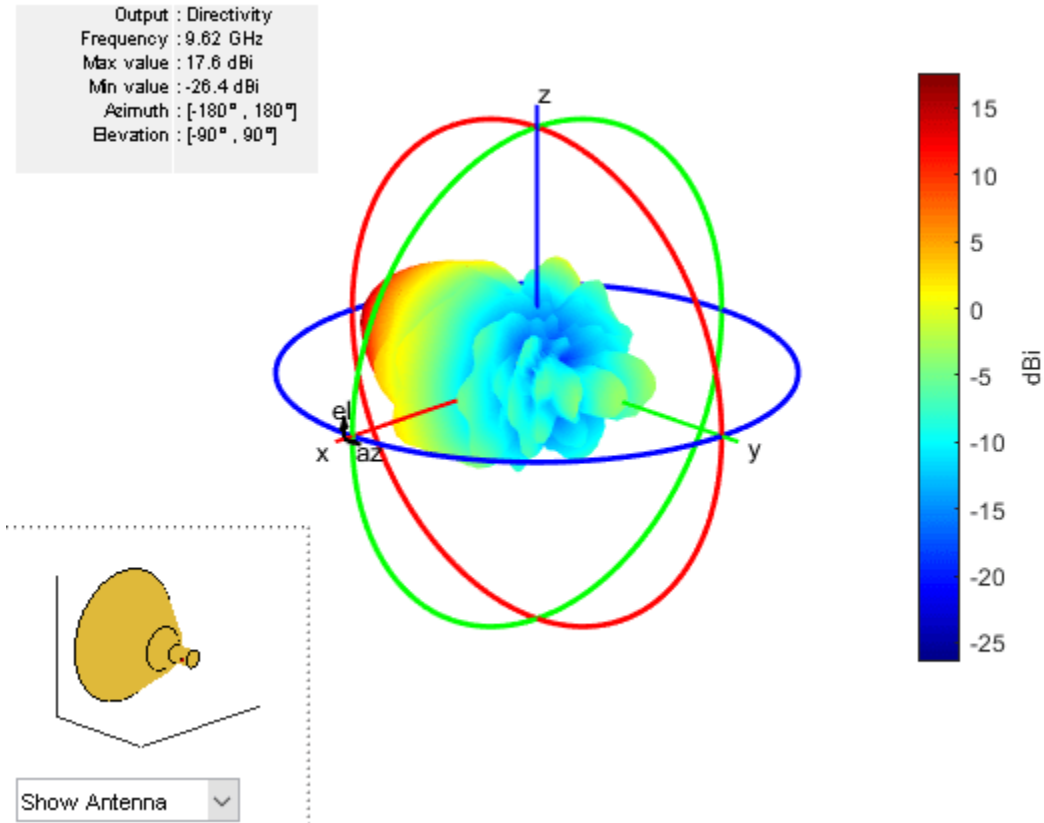 Output : Directivity
Frequency : 9.62 GHz
Max value : 17.6 dBi
Min value : -26.4 dBi
Azimuth : [-180° , 180°]
Elevation : [-90° , 90°]
z
15
10
5
0
-5
-10
-15
-20
-25
dBi
el
x
az
y
Show Antenna